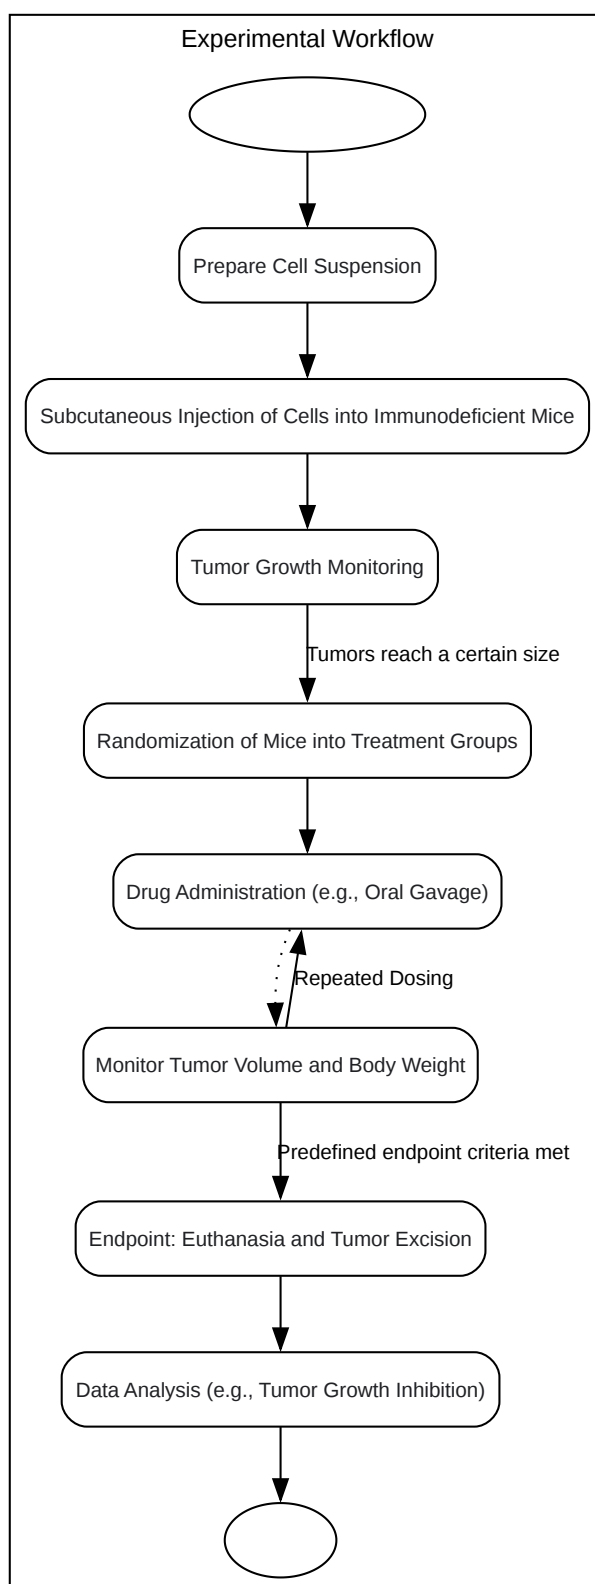 Experimental Workflow
Prepare Cell Suspension
Subcutaneous Injection of Cells into Immunodeficient Mice
Tumor Growth Monitoring
Tumors reach a certain size
Randomization of Mice into Treatment Groups
Drug Administration (e.g., Oral Gavage)
Repeated Dosing
Monitor Tumor Volume and Body Weight
Predefined endpoint criteria met
Endpoint: Euthanasia and Tumor Excision
Data Analysis (e.g., Tumor Growth Inhibition)